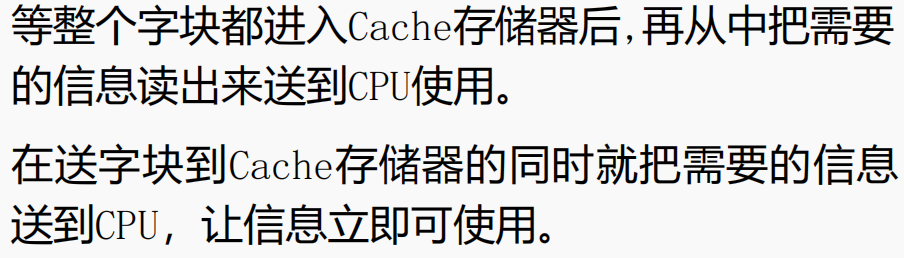 等整个字块都进入Cache存储器后,再从中把需要
的信息读出来送到CPU使用。
在送字块到Cache存储器的同时就把需要的信息
送到CPU，让信息立即可使用。